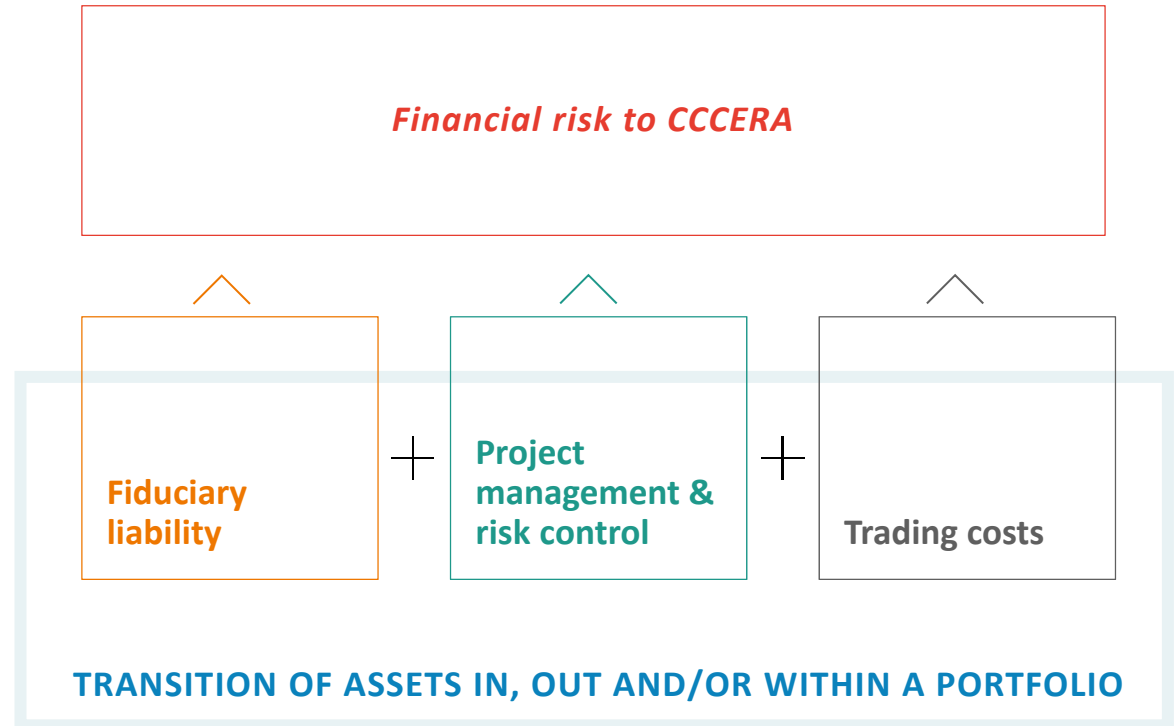 Financial risk to CCCERA
Fiduciary
liability
+
Project
management &
risk control
+
Trading costs
TRANSITION OF ASSETS IN, OUT AND/OR WITHIN A PORTFOLIO